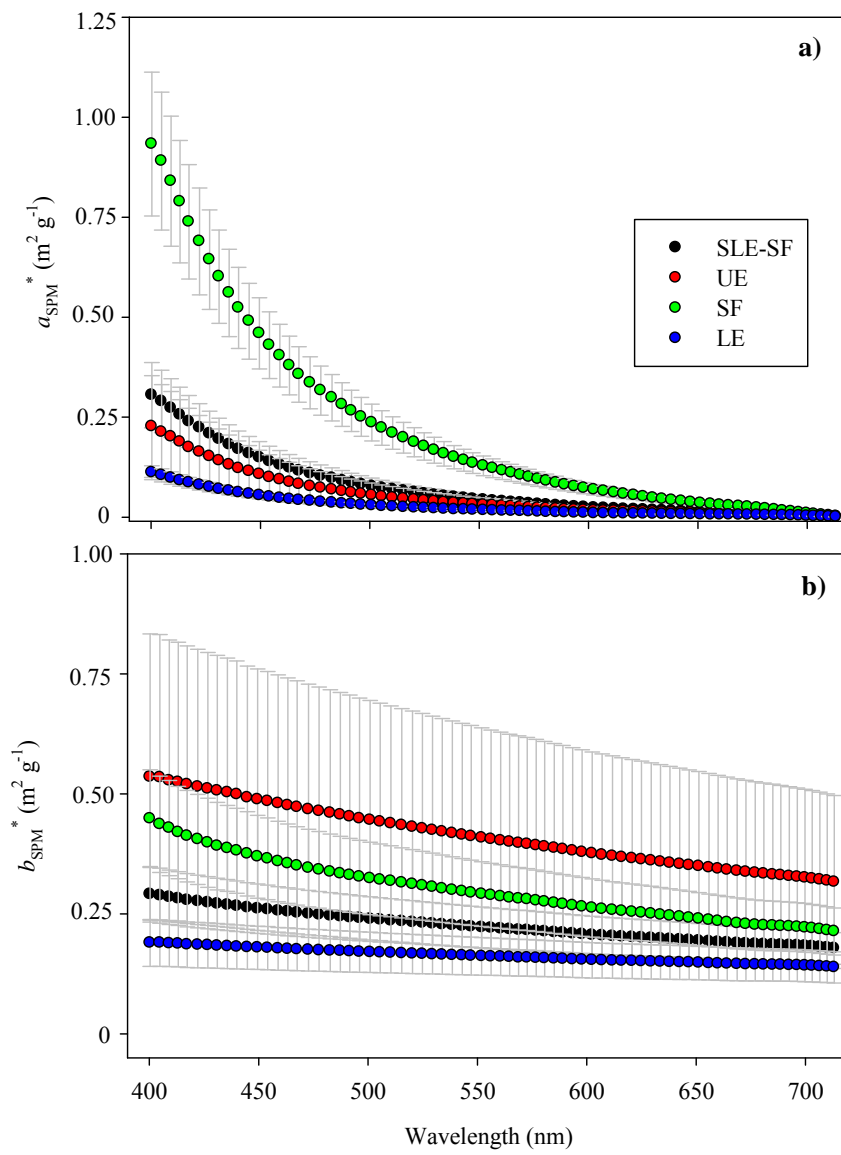 1.25
a)
1.00
0.75
0.50
0.25
0
a_SPM* (m² g⁻¹)
SLE-SF
UE
SF
LE
1.00
b)
0.75
0.50
0.25
0
b_SPM* (m² g⁻¹)
400 450 500 550 600 650 700
Wavelength (nm)